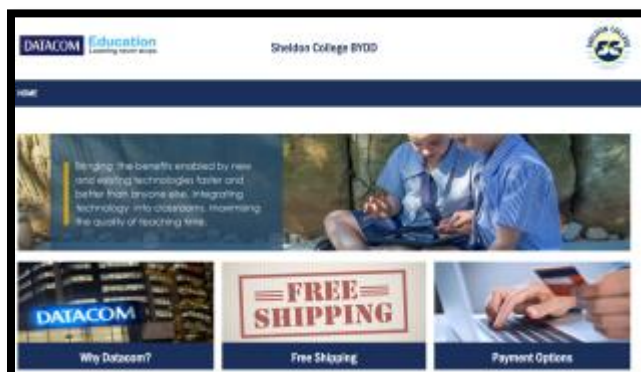 DATACOM Education
Learning never stops
Sheldon College BYOD
SHELDON COLLEGE
HOME
Bringing the benefits enabled by new
and existing technologies faster and
better than anyone else. Integrating
technology into classrooms, maximising
the quality of teaching time.
DATACOM
FREE
SHIPPING
Why Datacom?
Free Shipping
Payment Options